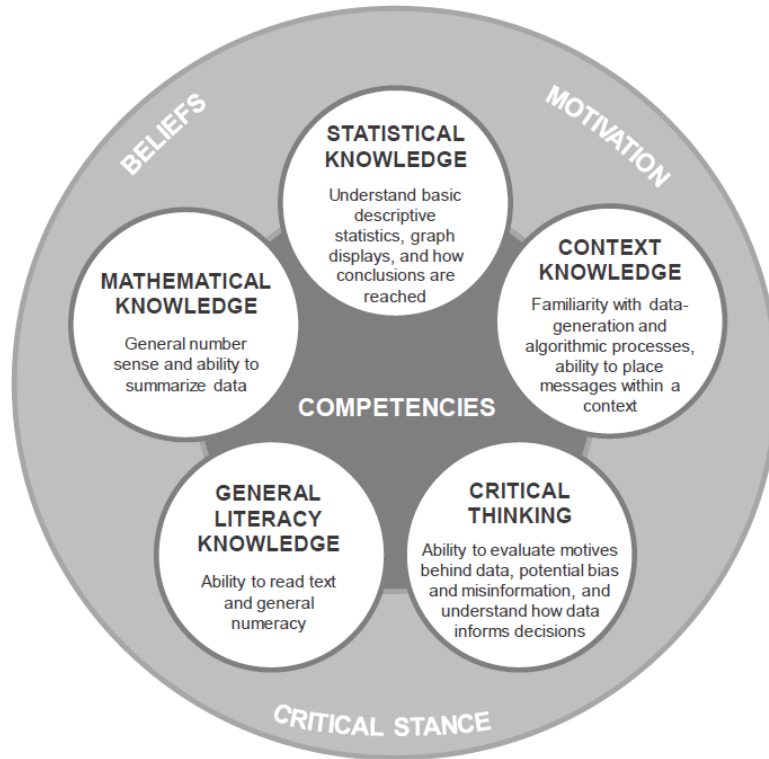 BELIEFS
MOTIVATION
STATISTICAL
KNOWLEDGE
Understand basic
descriptive
statistics, graph
displays, and how
conclusions are
reached
MATHEMATICAL
KNOWLEDGE
General number
sense and ability to
summarize data
CONTEXT
KNOWLEDGE
Familiarity with data-
generation and
algorithmic processes,
ability to place
messages within a
context
COMPETENCIES
GENERAL
LITERACY
KNOWLEDGE
Ability to read text
and general
numeracy
CRITICAL
THINKING
Ability to evaluate motives
behind data, potential bias
and misinformation, and
understand how data
informs decisions
CRITICAL STANCE